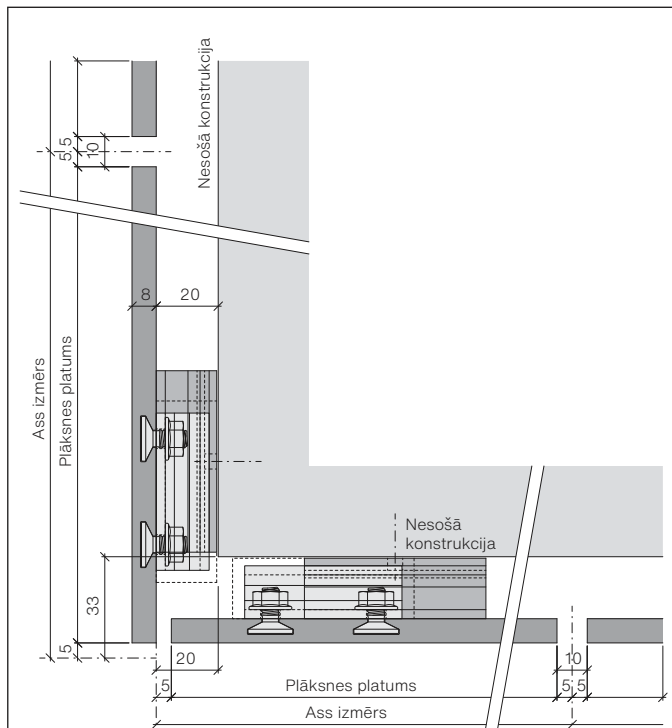 Nesošā konstrukcija
5
5
10
8
20
Ass izmērs
Plāksnes platums
Nesošā
konstrukcija
33
5
20
10
5
Plāksnes platums
5
5
Ass izmērs